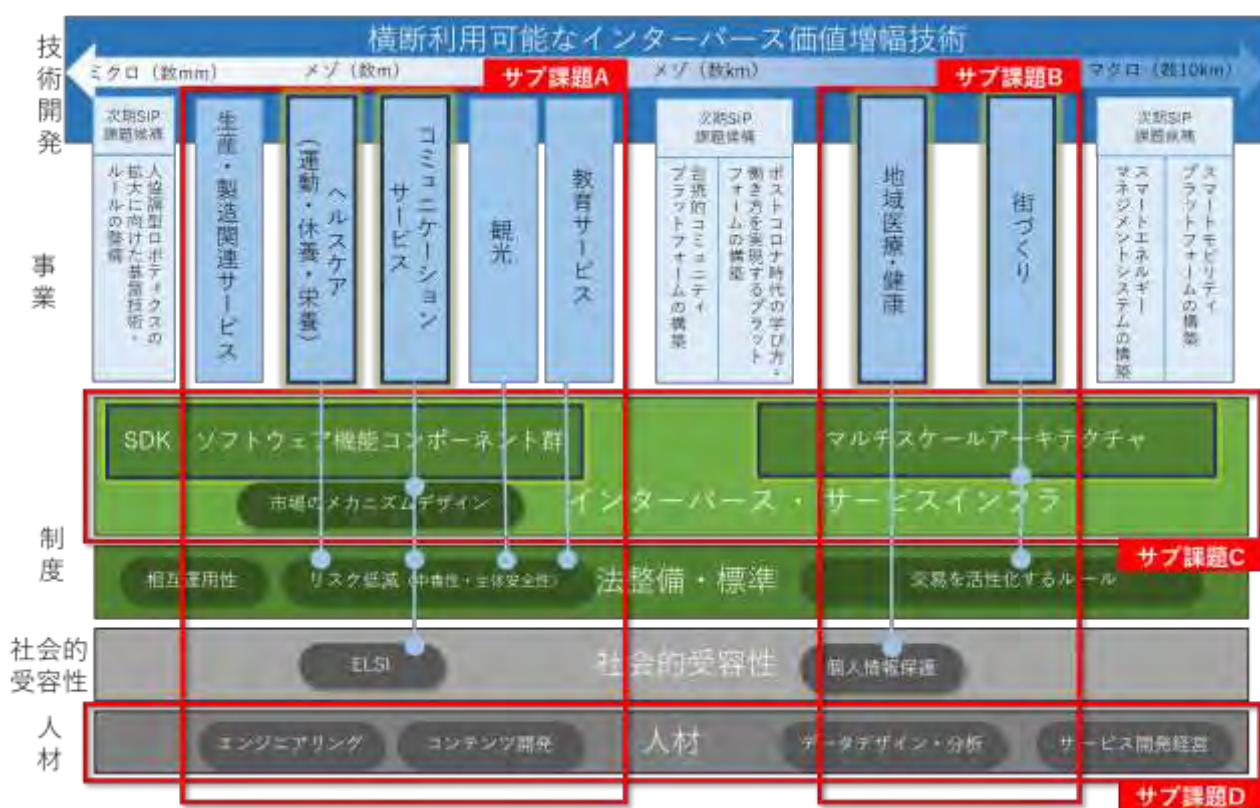 横断利用可能なインターバース価値増幅技術
技術開発
ミクロ（数mm）
メゾ（数m）
サブ課題A
メゾ（数km）
サブ課題B
マクロ（数10km）
次期SIP
課題候補
人協調型ロボティクスの
拡大に向けた基盤技術・
ルールの整備
生産・製造関連サービス
ヘルスケア
（運動・休養・栄養）
コミュニケーション
サービス
観光
教育サービス
次期SIP
課題候補
包摂的コミュニティ
プラットフォームの構築
ポストコロナ時代の学び方・
働き方を実現するプラット
フォームの構築
地域医療・健康
街づくり
次期SIP
課題候補
スマートエネルギー
マネジメントシステムの構築
スマートモビリティ
プラットフォームの構築
事業
SDK ソフトウェア機能コンポーネント群
マルチスケールアーキテクチャ
市場のメカニズムデザイン
インターバース・サービスインフラ
制度
サブ課題C
相互運用性
リスク低減（中毒性・生体安全性）
法整備・標準
交易を活性化するルール
社会的
受容性
ELSI
社会的受容性
個人情報保護
人材
エンジニアリング
コンテンツ開発
人材
データデザイン・分析
サービス開発経営
サブ課題D